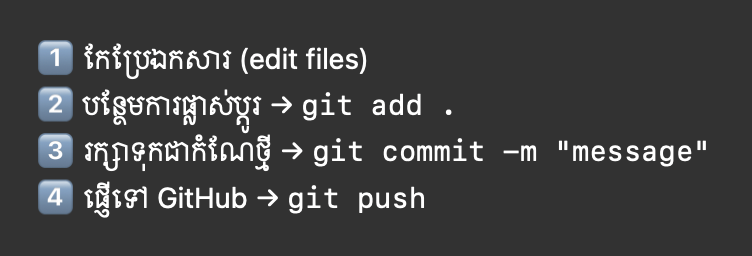 1️⃣ កែប្រែឯកសារ (edit files)
2️⃣ បន្ថែមការផ្លាស់ប្តូរ → git add .
3️⃣ រក្សាទុកជាកំណែថ្មី → git commit -m "message"
4️⃣ ផ្ញើទៅ GitHub → git push